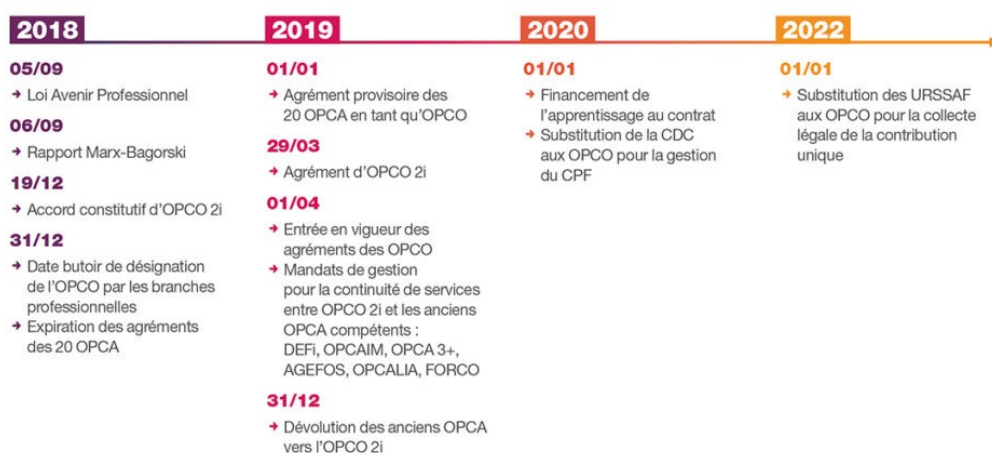 2018
05/09
→ Loi Avenir Professionnel
06/09
→ Rapport Marx-Bagorski
19/12
→ Accord constitutif d'OPCO 2i
31/12
→ Date butoir de désignation
de l'OPCO par les branches
professionnelles
→ Expiration des agréments
des 20 OPCA
2019
01/01
→ Agrément provisoire des
20 OPCA en tant qu'OPCO
29/03
→ Agrément d'OPCO 2i
01/04
→ Entrée en vigueur des
agréments des OPCO
→ Mandats de gestion
pour la continuité de services
entre OPCO 2i et les anciens
OPCA compétents :
DEFi, OPCAIM, OPCA 3+,
AGEFOS, OPCALIA, FORCO
31/12
→ Dévolution des anciens OPCA
vers l'OPCO 2i
2020
01/01
→ Financement de
l'apprentissage au contrat
→ Substitution de la CDC
aux OPCO pour la gestion
du CPF
2022
01/01
→ Substitution des URSSAF
aux OPCO pour la collecte
légale de la contribution
unique